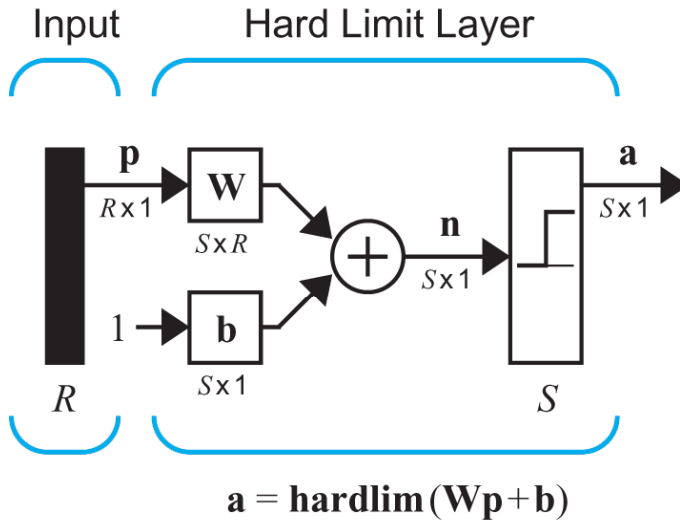 Input Hard Limit Layer
p a
W n
R x 1 S x R S x 1 S x 1
1 b
S x 1
R S
a = hardlim (Wp + b)